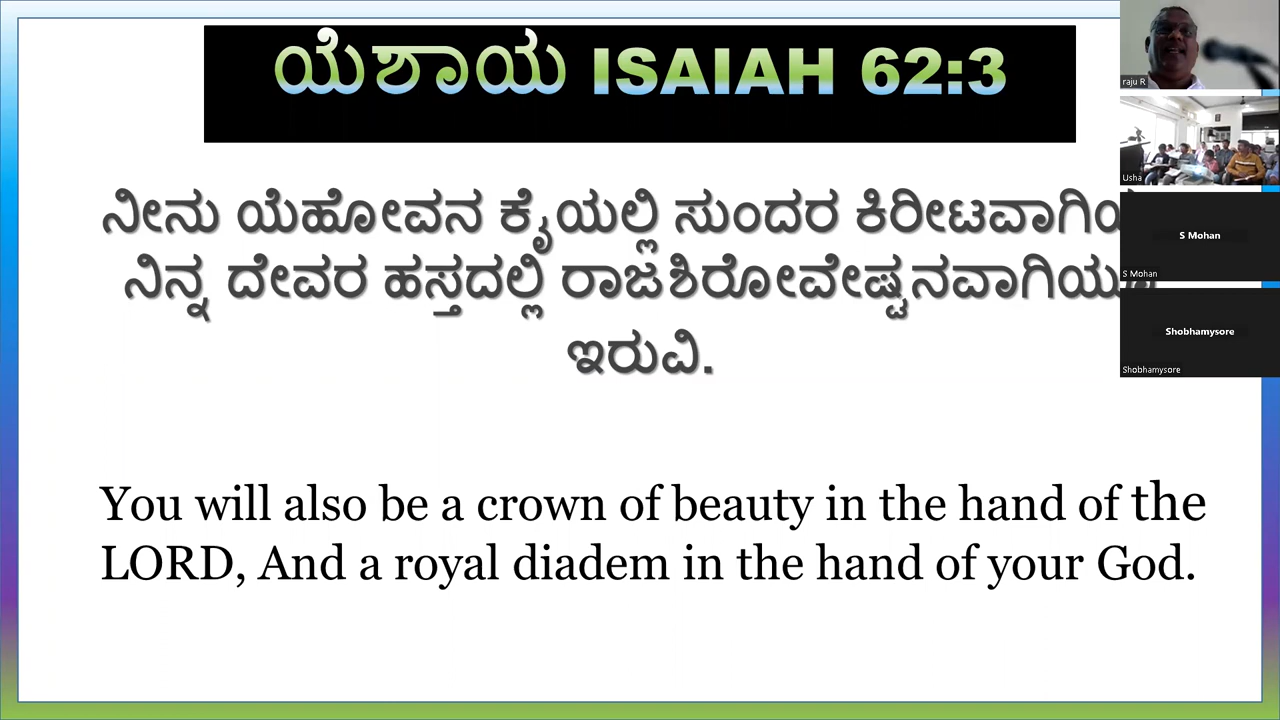 ಯೆಶಾಯ ISAIAH 62:3
ನೀನು ಯೆಹೋವನ ಕೈಯಲ್ಲಿ ಸುಂದರ
ನಿನ್ನ ದೇವರ ಹಸ್ತದಲ್ಲಿ
ಇರುವಿ.
You will also be a crown of beauty in the hand of the
LORD, And a royal diadem in the hand of your God.
raju R
Usha
S Mohan
S Mohan
Shobhamysore
Shobhamysore